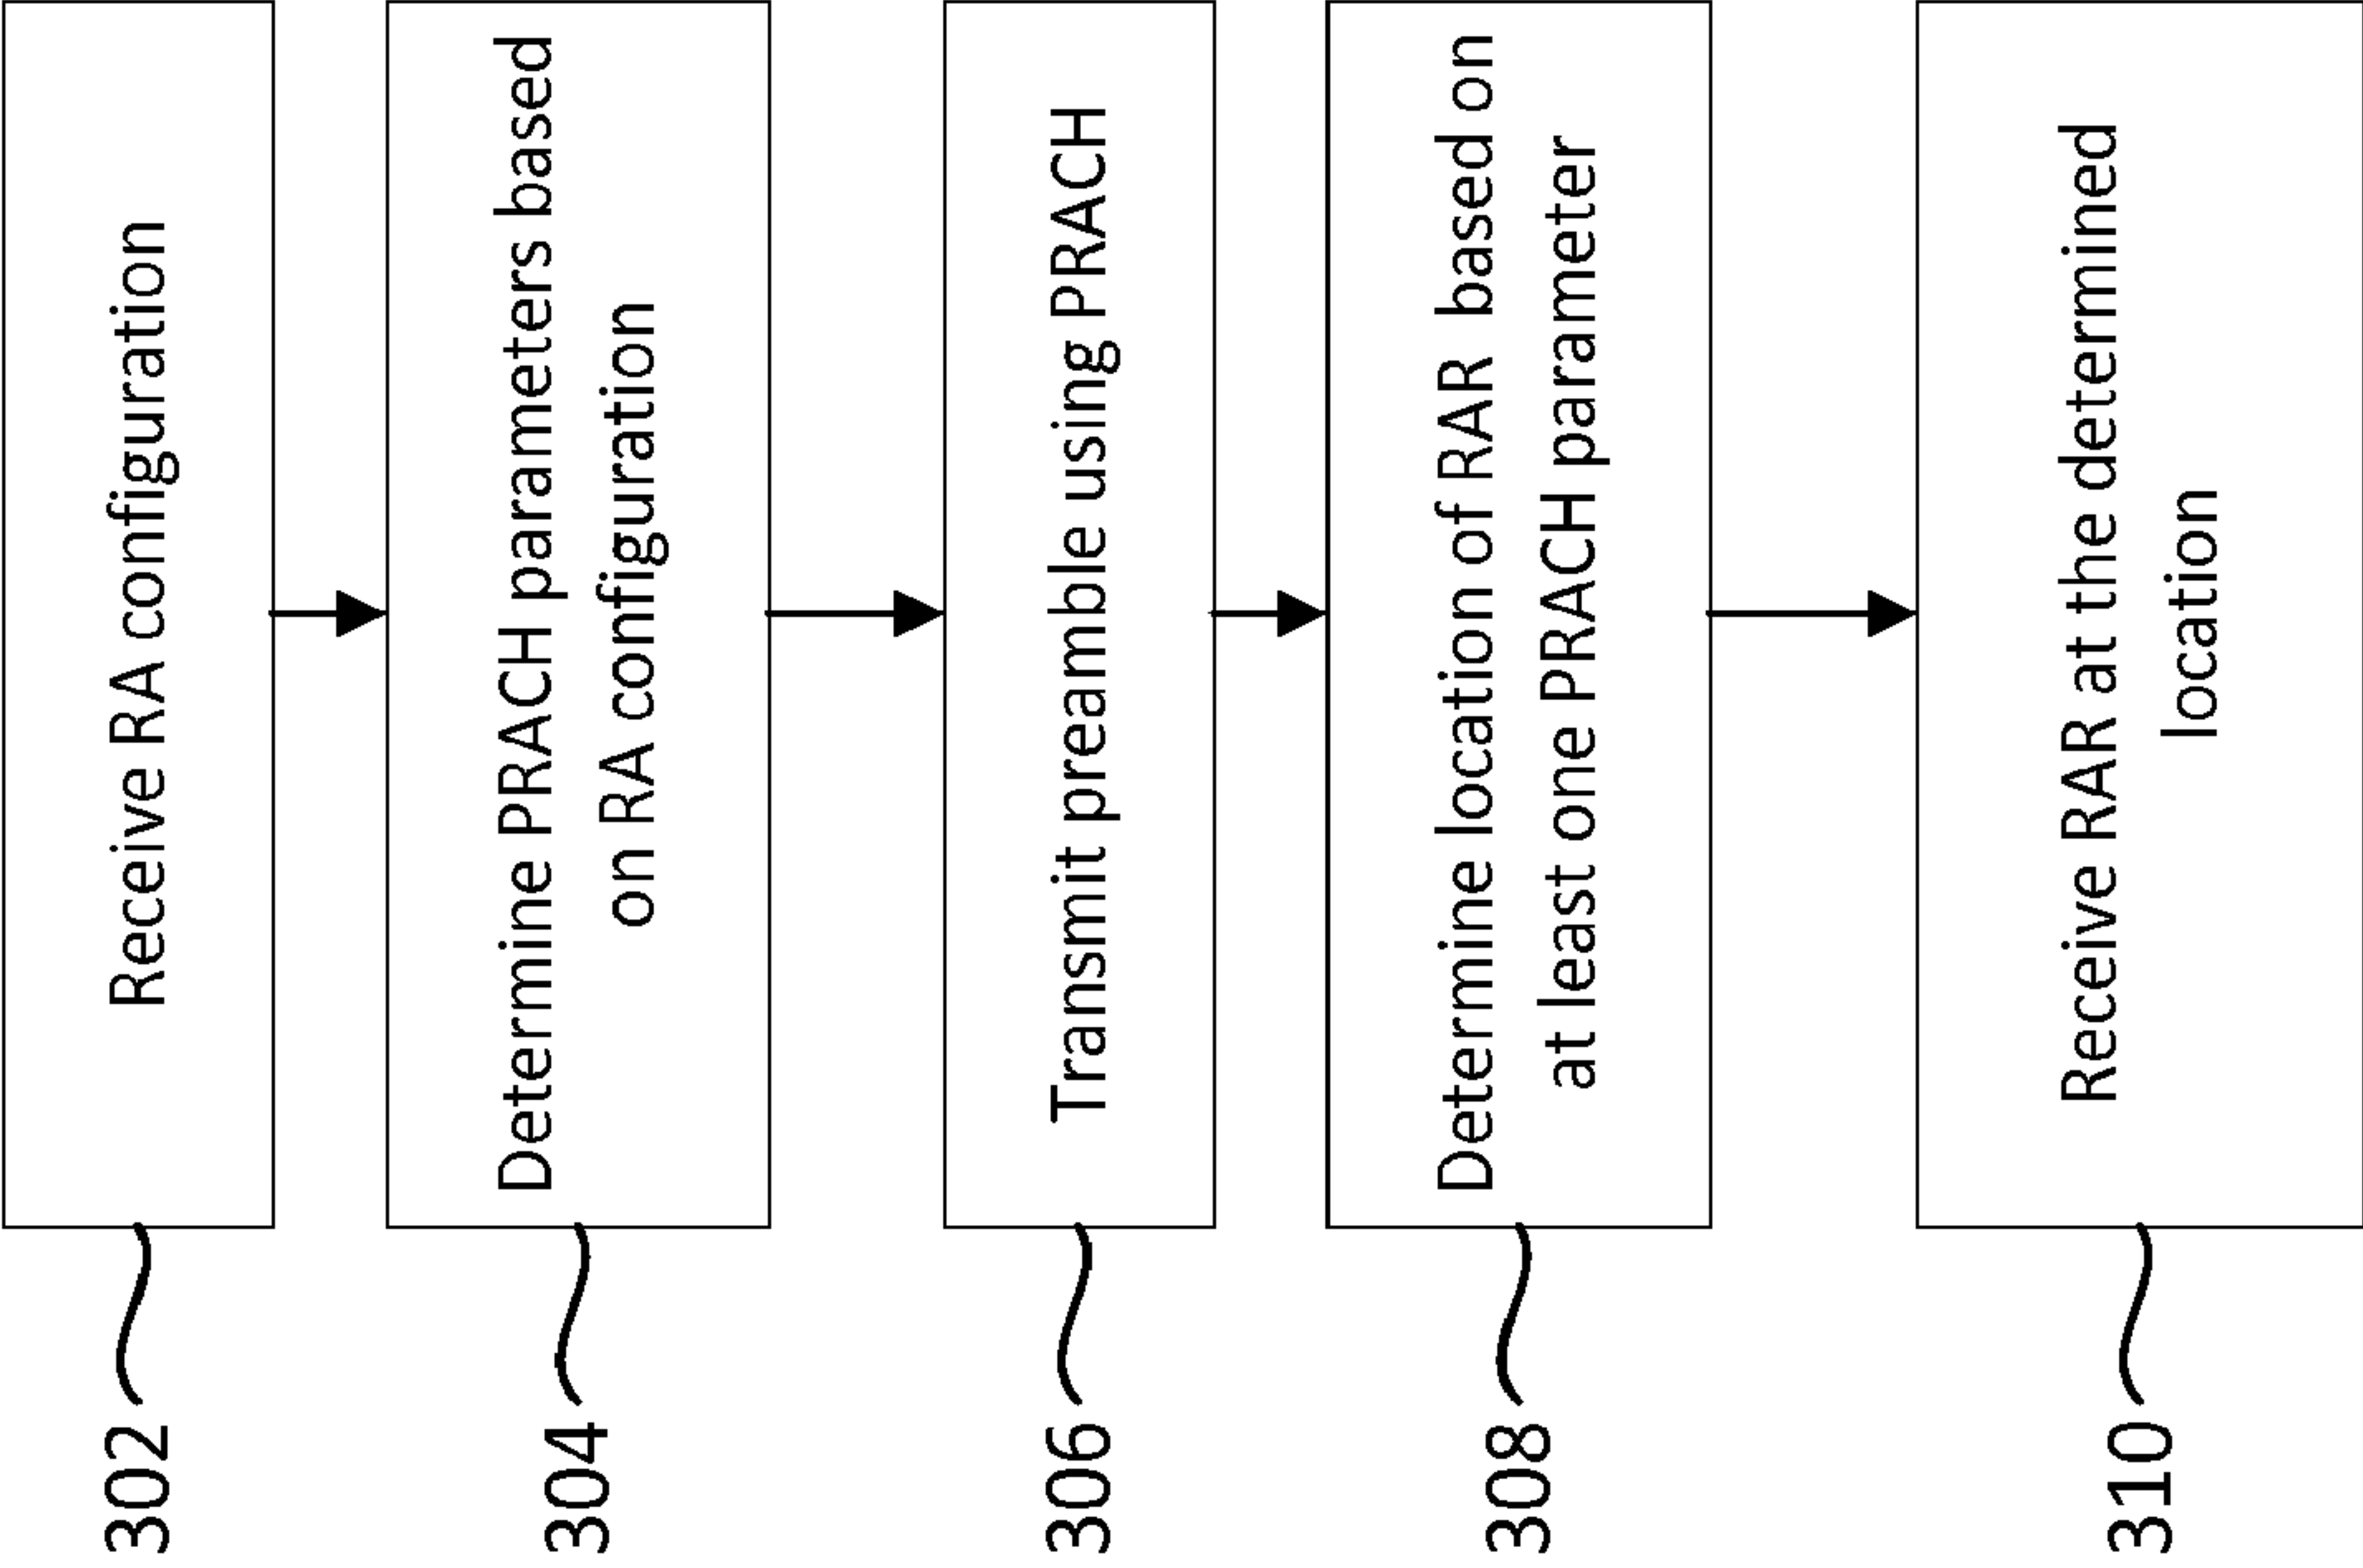 302
Receive RA configuration
304
Determine PRACH parameters based
on RA configuration
306
Transmit preamble using PRACH
308
Determine location of RAR based on
at least one PRACH parameter
310
Receive RAR at the determined
location